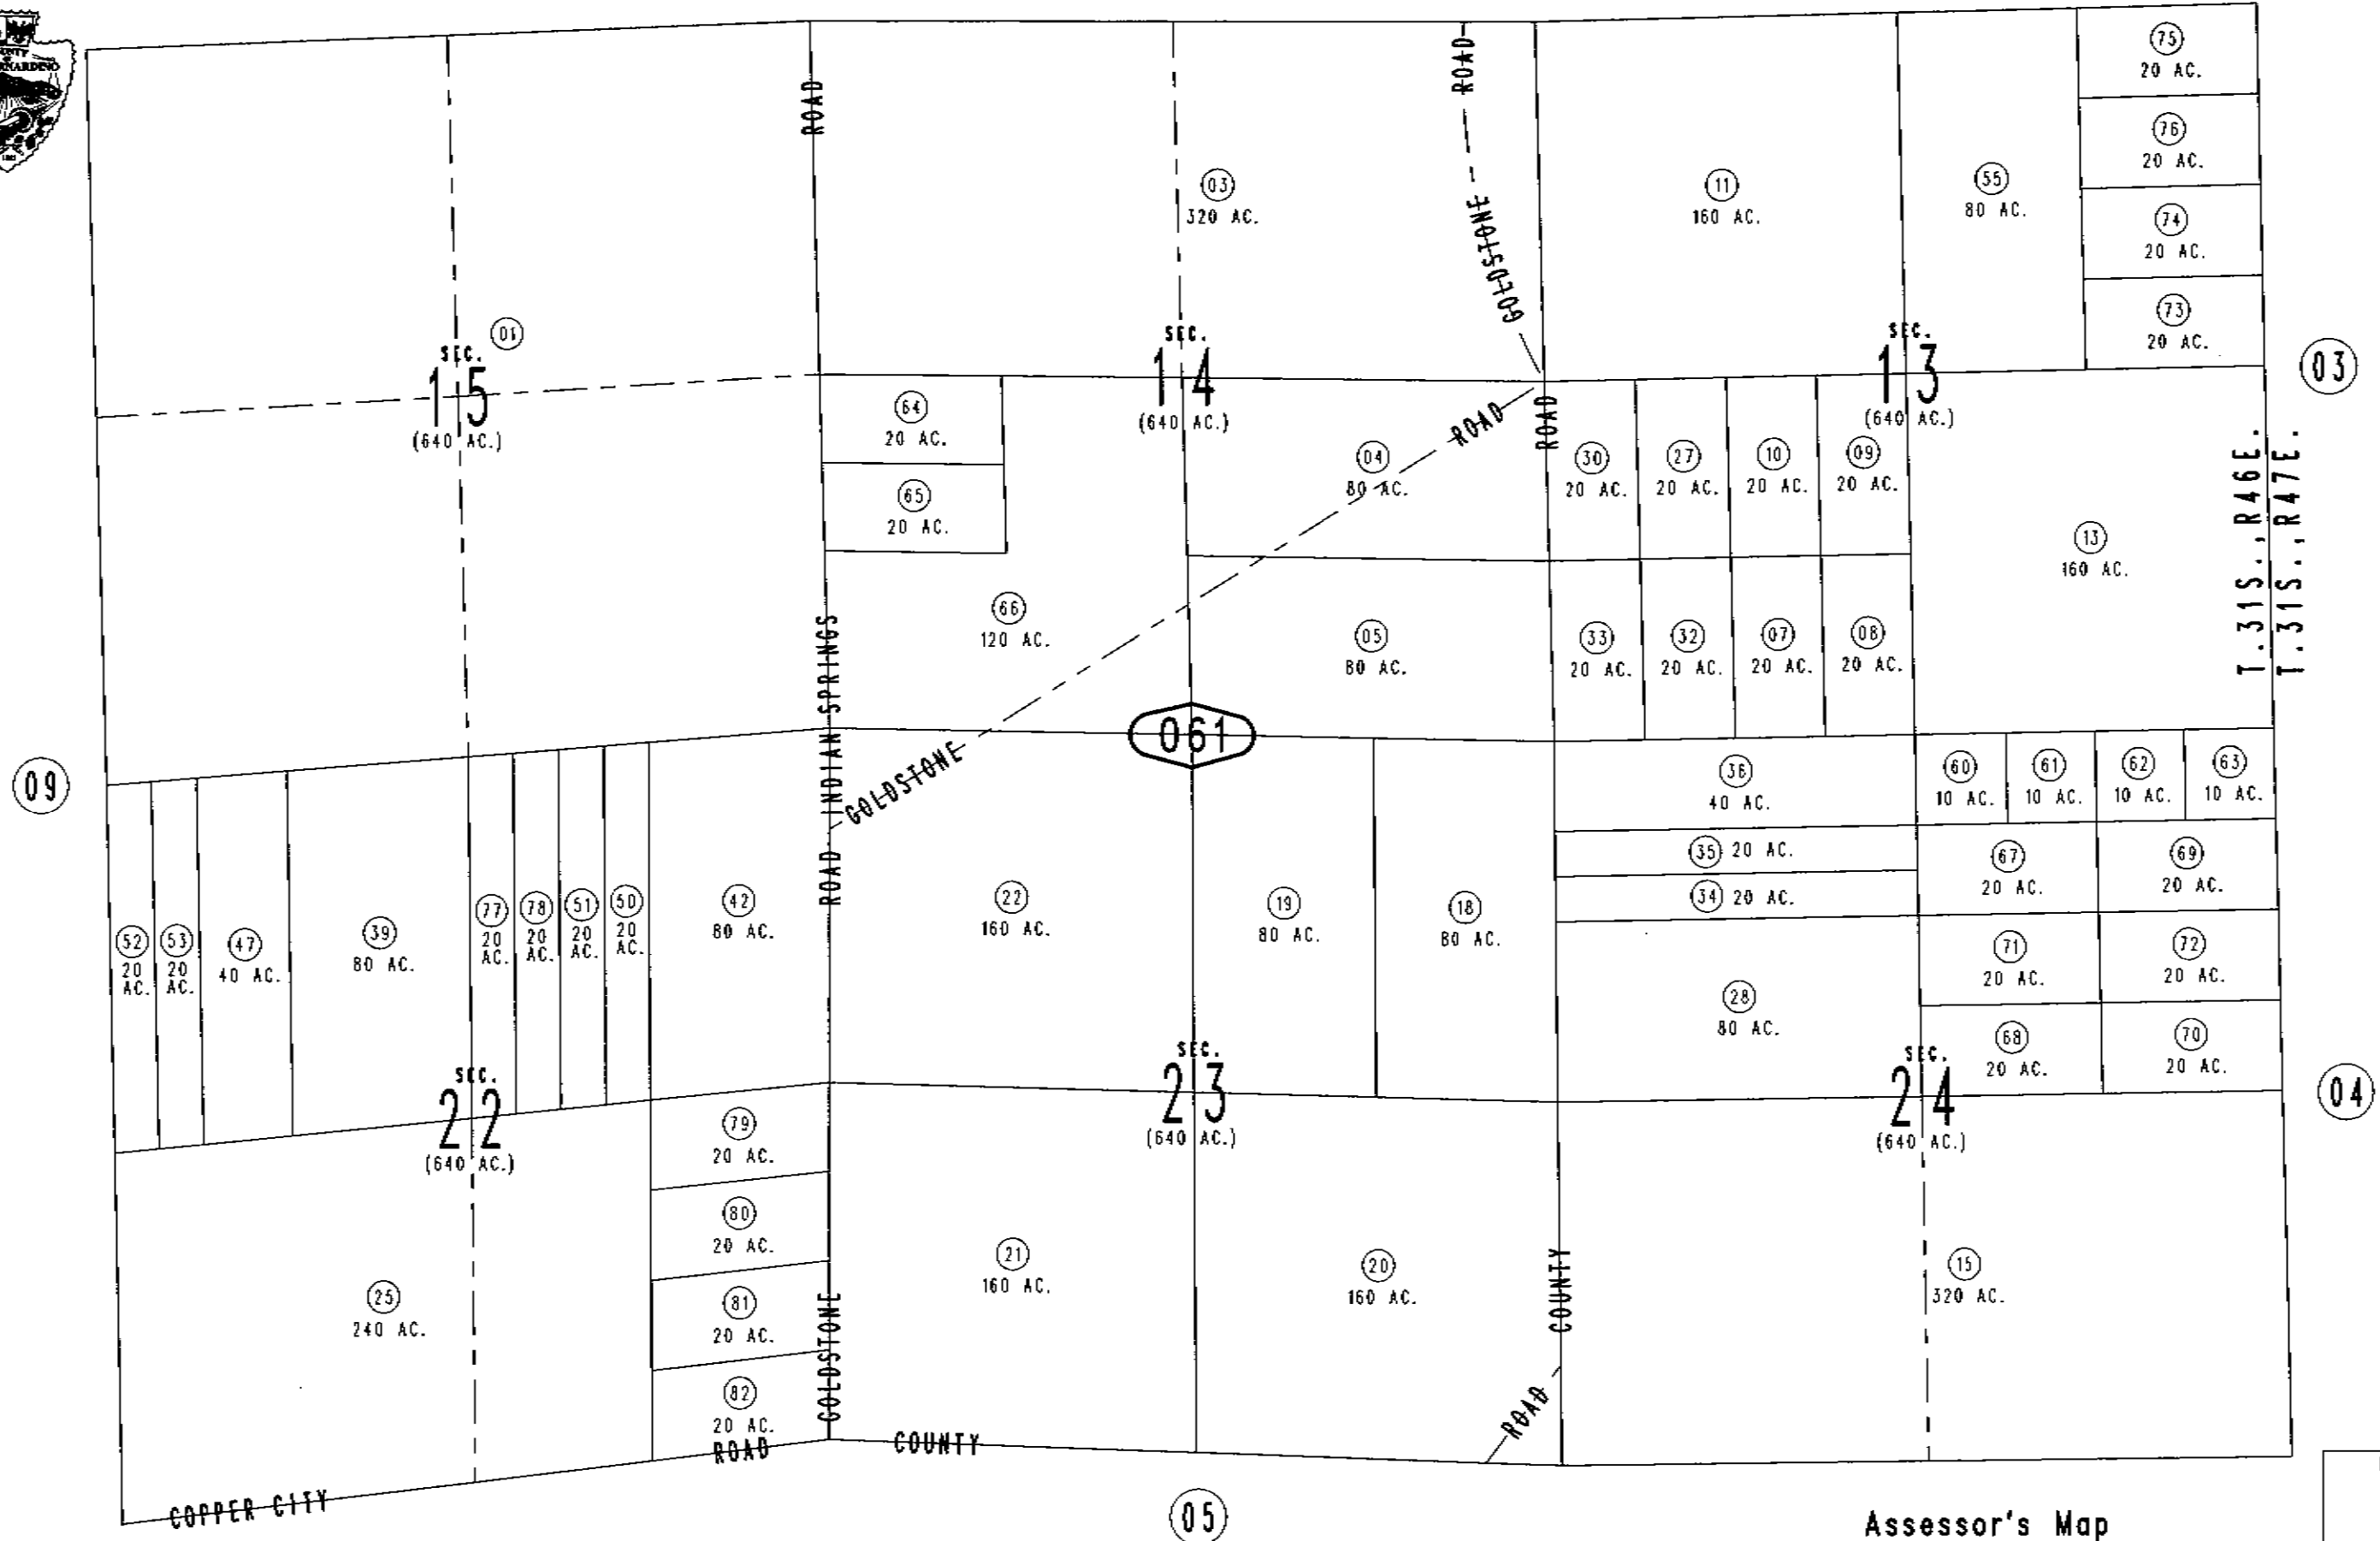 COUNTY
1853
ROAD
ROAD
75
20 AC.
76
20 AC.
03
320 AC.
11
160 AC.
55
80 AC.
74
20 AC.
GOLDSTONE
73
20 AC.
01
SEC.
15
(640 AC.)
SEC.
14
(640 AC.)
SEC.
13
(640 AC.)
03
64
20 AC.
65
20 AC.
04
80 AC.
ROAD
ROAD
30
20 AC.
27
20 AC.
10
20 AC.
09
20 AC.
13
160 AC.
T.31S.,R46E.
T.31S.,R47E.
66
120 AC.
05
80 AC.
33
20 AC.
32
20 AC.
07
20 AC.
08
20 AC.
INDIAN SPRINGS
ROAD
061
GOLDSTONE
09
36
40 AC.
60
10 AC.
61
10 AC.
62
10 AC.
63
10 AC.
35 20 AC.
34 20 AC.
67
20 AC.
69
20 AC.
52
20
AC.
53
20
AC.
47
40 AC.
39
80 AC.
77
20
AC.
78
20
AC.
51
20
AC.
50
20
AC.
42
80 AC.
22
160 AC.
19
80 AC.
18
80 AC.
71
20 AC.
72
20 AC.
28
80 AC.
68
20 AC.
70
20 AC.
SEC.
22
(640 AC.)
SEC.
23
(640 AC.)
SEC.
24
(640 AC.)
04
79
20 AC.
80
20 AC.
81
20 AC.
82
20 AC.
25
240 AC.
21
160 AC.
20
160 AC.
15
320 AC.
GOLDSTONE
COUNTY
ROAD
COPPER CITY
ROAD
COUNTY
05
Assessor's Map